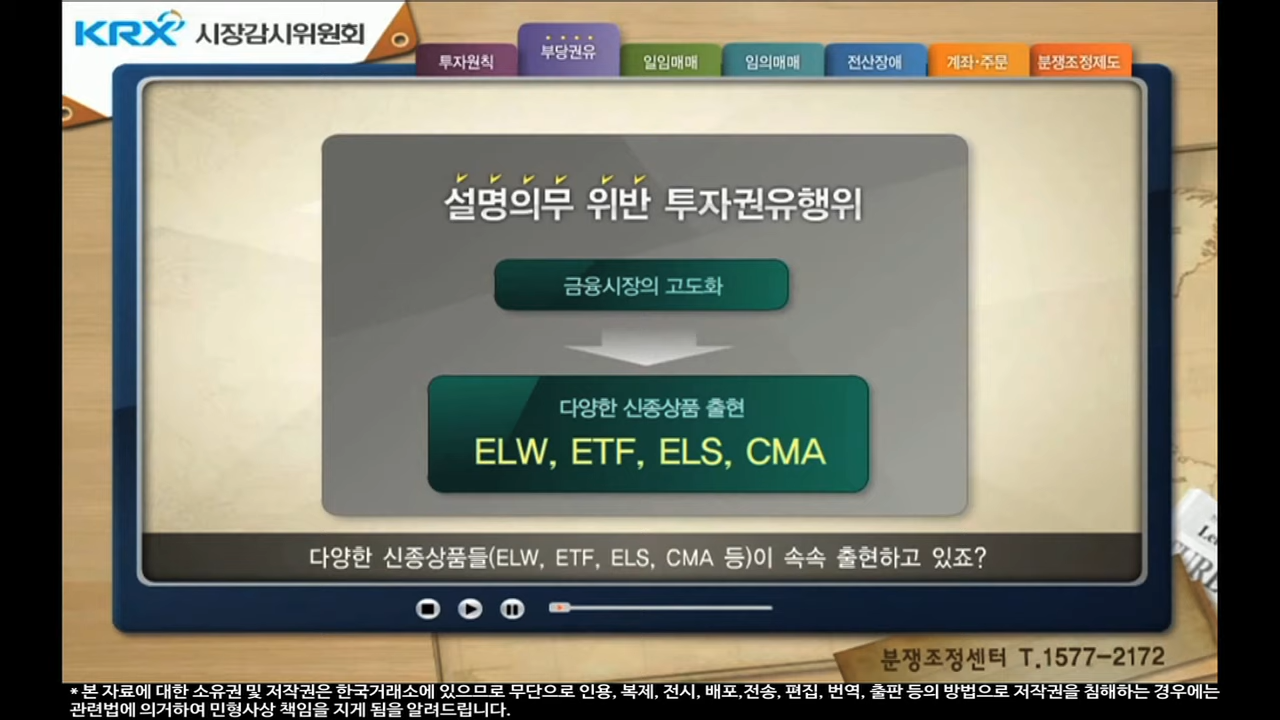 KRX 시장감시위원회
투자원칙
부당권유
일임매매
임의매매
전산장애
계좌·주문
분쟁조정제도
설명의무 위반 투자권유행위
금융시장의 고도화
다양한 신종상품 출현
ELW, ETF, ELS, CMA
다양한 신종상품들(ELW, ETF, ELS, CMA 등)이 속속 출현하고 있죠?
분쟁조정센터 T.1577-2172
* 본 자료에 대한 소유권 및 저작권은 한국거래소에 있으므로 무단으로 인용, 복제, 전시, 배포,전송, 편집, 번역, 출판 등의 방법으로 저작권을 침해하는 경우에는
관련법에 의거하여 민형사상 책임을 지게 됨을 알려드립니다.